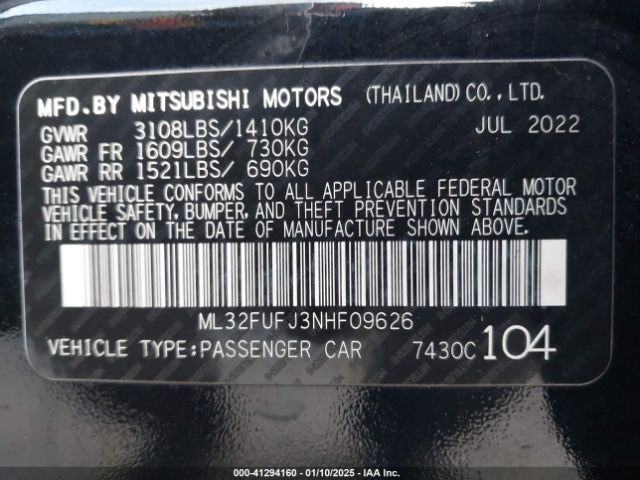 MFD.BY MITSUBISHI MOTORS (THAILAND) CO.,LTD.
GVWR 3108LBS/1410KG JUL 2022
GAWR FR 1609LBS/ 730KG
GAWR RR 1521LBS/ 690KG
THIS VEHICLE CONFORMS TO ALL APPLICABLE FEDERAL MOTOR
VEHICLE SAFETY, BUMPER, AND THEFT PREVENTION STANDARDS
IN EFFECT ON THE DATE OF MANUFACTURE SHOWN ABOVE.
ML32FUFJ3NHF09626
VEHICLE TYPE:PASSENGER CAR 7430C 104
000-41294160 - 01/10/2025 - IAA Inc.